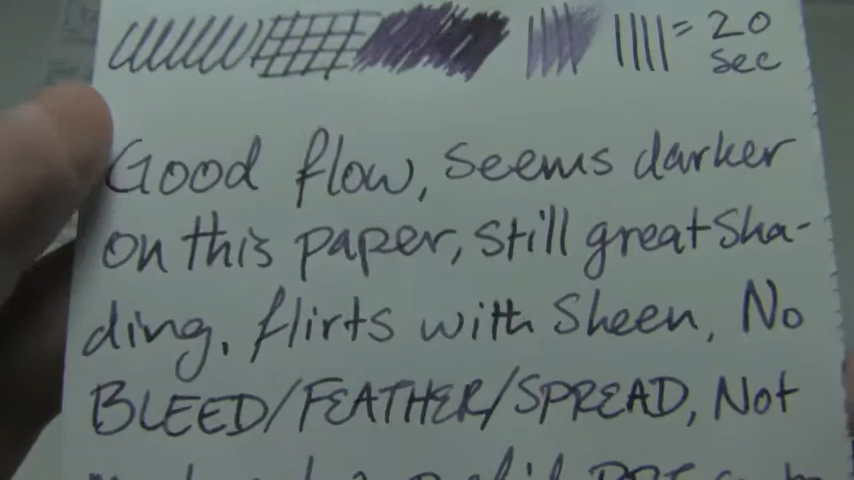 = 20
sec
Good flow, seems darker
on this paper, still great sha-
ding, flirts with sheen, No
BLEED/FEATHER/SPREAD, Not